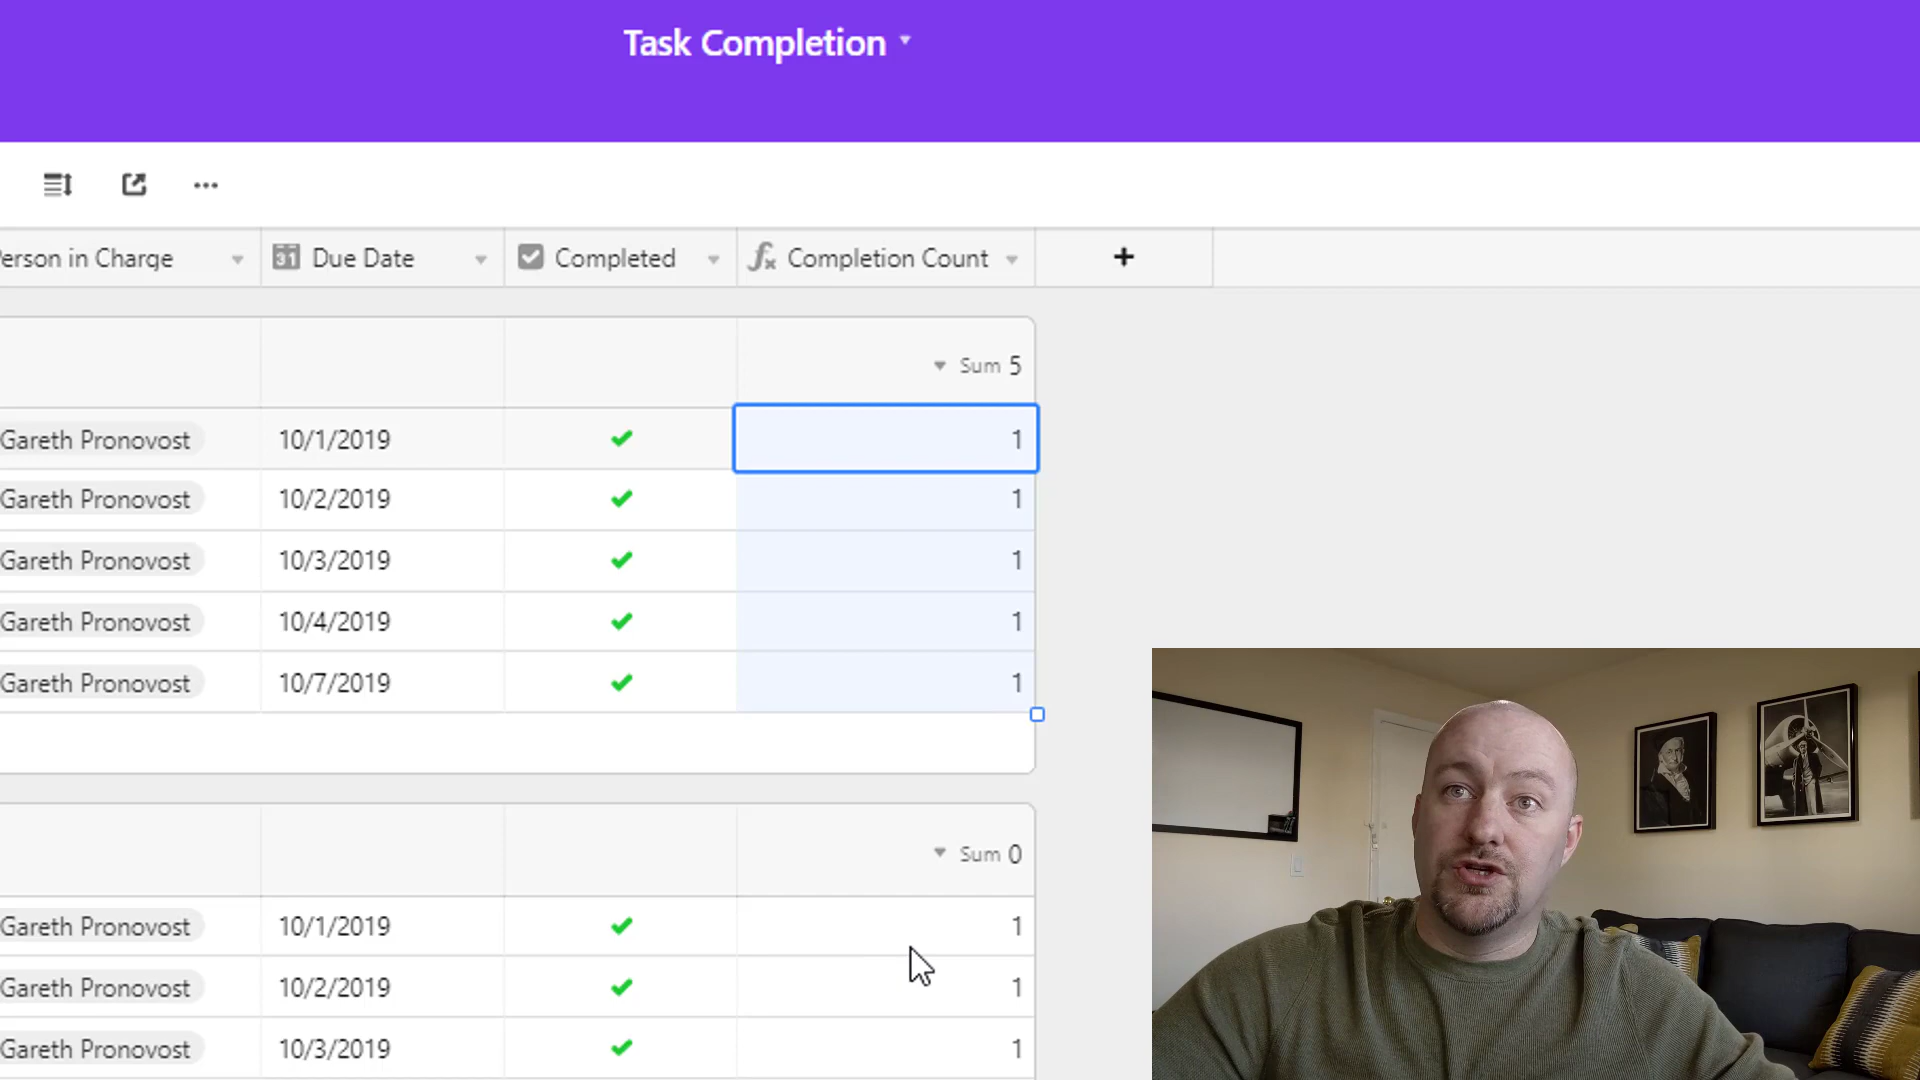 Task Completion
erson in Charge
31 Due Date
Completed
fx Completion Count
+
Sum 5
Gareth Pronovost 10/1/2019 1
Gareth Pronovost 10/2/2019 1
Gareth Pronovost 10/3/2019 1
Gareth Pronovost 10/4/2019 1
Gareth Pronovost 10/7/2019 1
Sum 0
Gareth Pronovost 10/1/2019 1
Gareth Pronovost 10/2/2019 1
Gareth Pronovost 10/3/2019 1